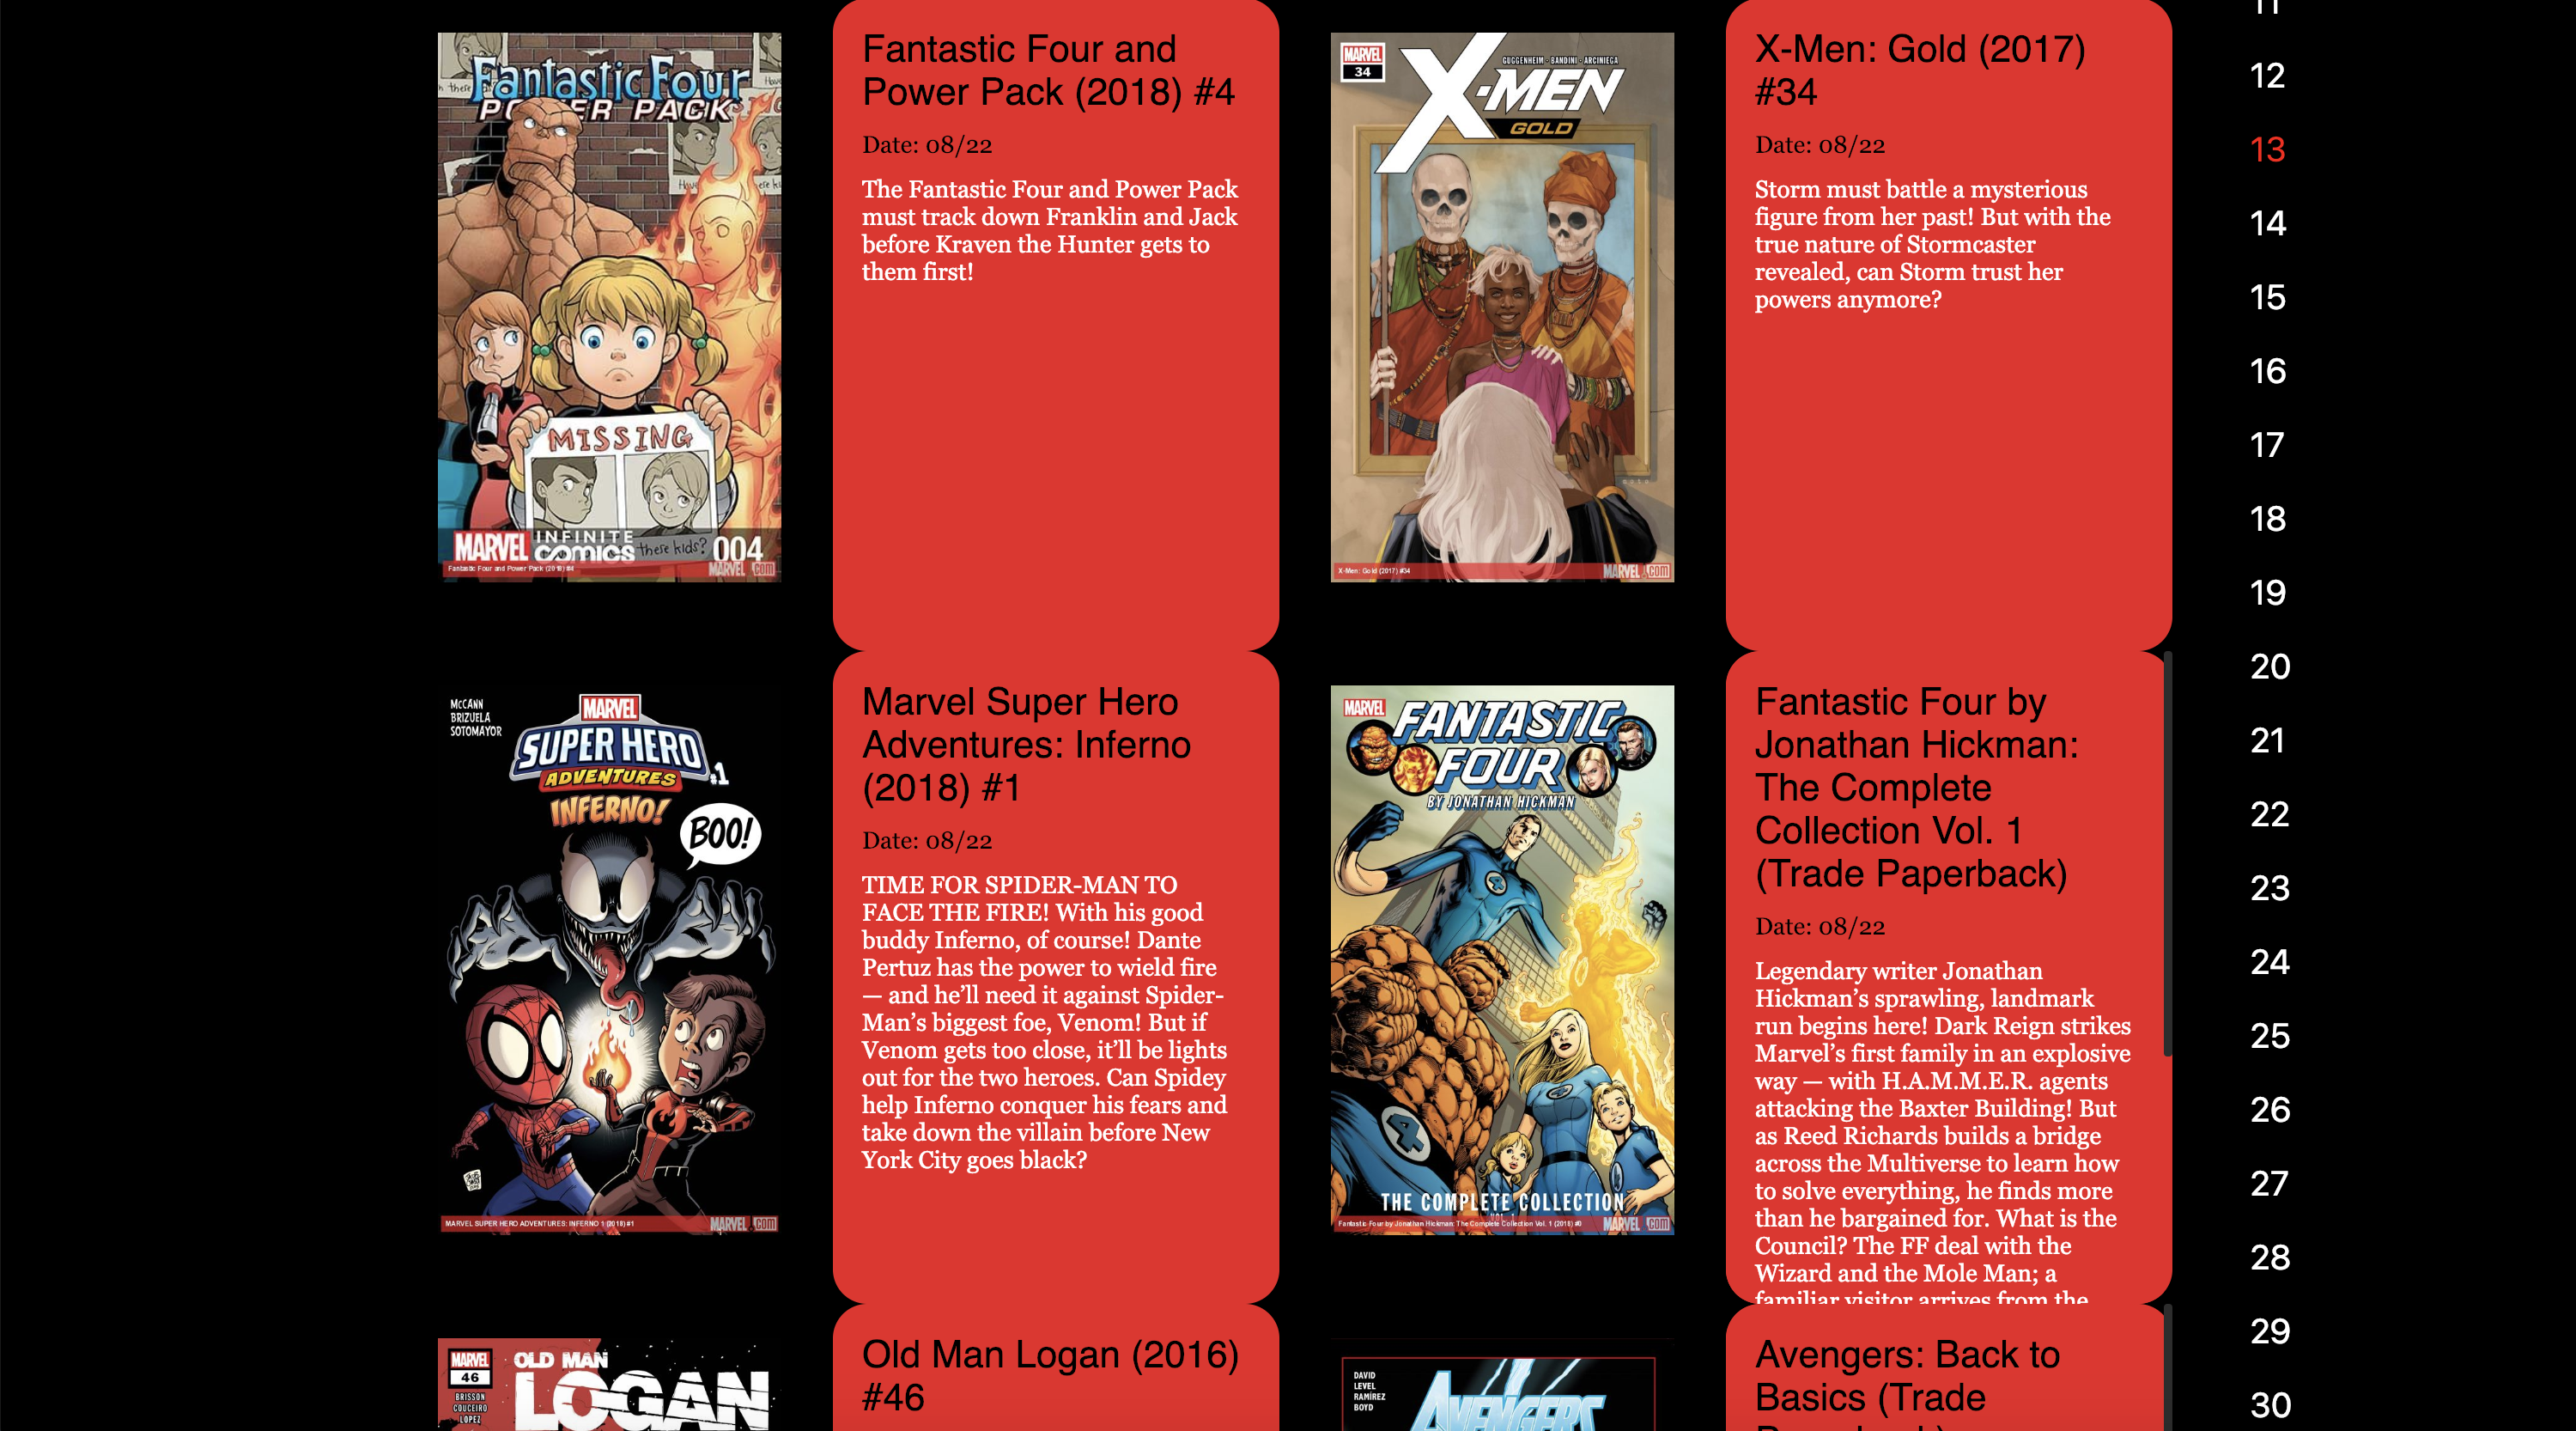 Fantastic Four
POWER PACK
there
Have
Have
ere ki
MISSING
MARVEL
INFINITE
COMICS
these kids?
004
Fantastic Four and Power Pack (2018) #4
MARVEL.COM
Fantastic Four and
Power Pack (2018) #4
Date: 08/22
The Fantastic Four and Power Pack
must track down Franklin and Jack
before Kraven the Hunter gets to
them first!
MARVEL
34
GUGGENHEIM · BANDINI · ARCINIEGA
X-MEN
GOLD
X-Men: Gold (2017) #34
MARVEL.COM
X-Men: Gold (2017)
#34
Date: 08/22
Storm must battle a mysterious
figure from her past! But with the
true nature of Stormcaster
revealed, can Storm trust her
powers anymore?
McCANN
BRIZUELA
SOTOMAYOR
MARVEL
SUPER HERO
ADVENTURES
#1
INFERNO!
BOO!
MARVEL SUPER HERO ADVENTURES: INFERNO 1 (2018) #1
MARVEL.COM
Marvel Super Hero
Adventures: Inferno
(2018) #1
Date: 08/22
TIME FOR SPIDER-MAN TO
FACE THE FIRE! With his good
buddy Inferno, of course! Dante
Pertuz has the power to wield fire
— and he’ll need it against Spider-
Man’s biggest foe, Venom! But if
Venom gets too close, it’ll be lights
out for the two heroes. Can Spidey
help Inferno conquer his fears and
take down the villain before New
York City goes black?
MARVEL
FANTASTIC
FOUR
BY JONATHAN HICKMAN
4
4
THE COMPLETE COLLECTION
Fantastic Four by Jonathan Hickman: The Complete Collection Vol. 1 (2018) #0
MARVEL.COM
Fantastic Four by
Jonathan Hickman:
The Complete
Collection Vol. 1
(Trade Paperback)
Date: 08/22
Legendary writer Jonathan
Hickman’s sprawling, landmark
run begins here! Dark Reign strikes
Marvel’s first family in an explosive
way — with H.A.M.M.E.R. agents
attacking the Baxter Building! But
as Reed Richards builds a bridge
across the Multiverse to learn how
to solve everything, he finds more
than he bargained for. What is the
Council? The FF deal with the
Wizard and the Mole Man; a
familiar visitor arrives from the
MARVEL
46
BRISSON
COUCEIRO
LOPEZ
OLD MAN
LOGAN
Old Man Logan (2016)
#46
DAVID
LEVEL
RAMÍREZ
BOYD
AVENGERS
Avengers: Back to
Basics (Trade
11
12
13
14
15
16
17
18
19
20
21
22
23
24
25
26
27
28
29
30